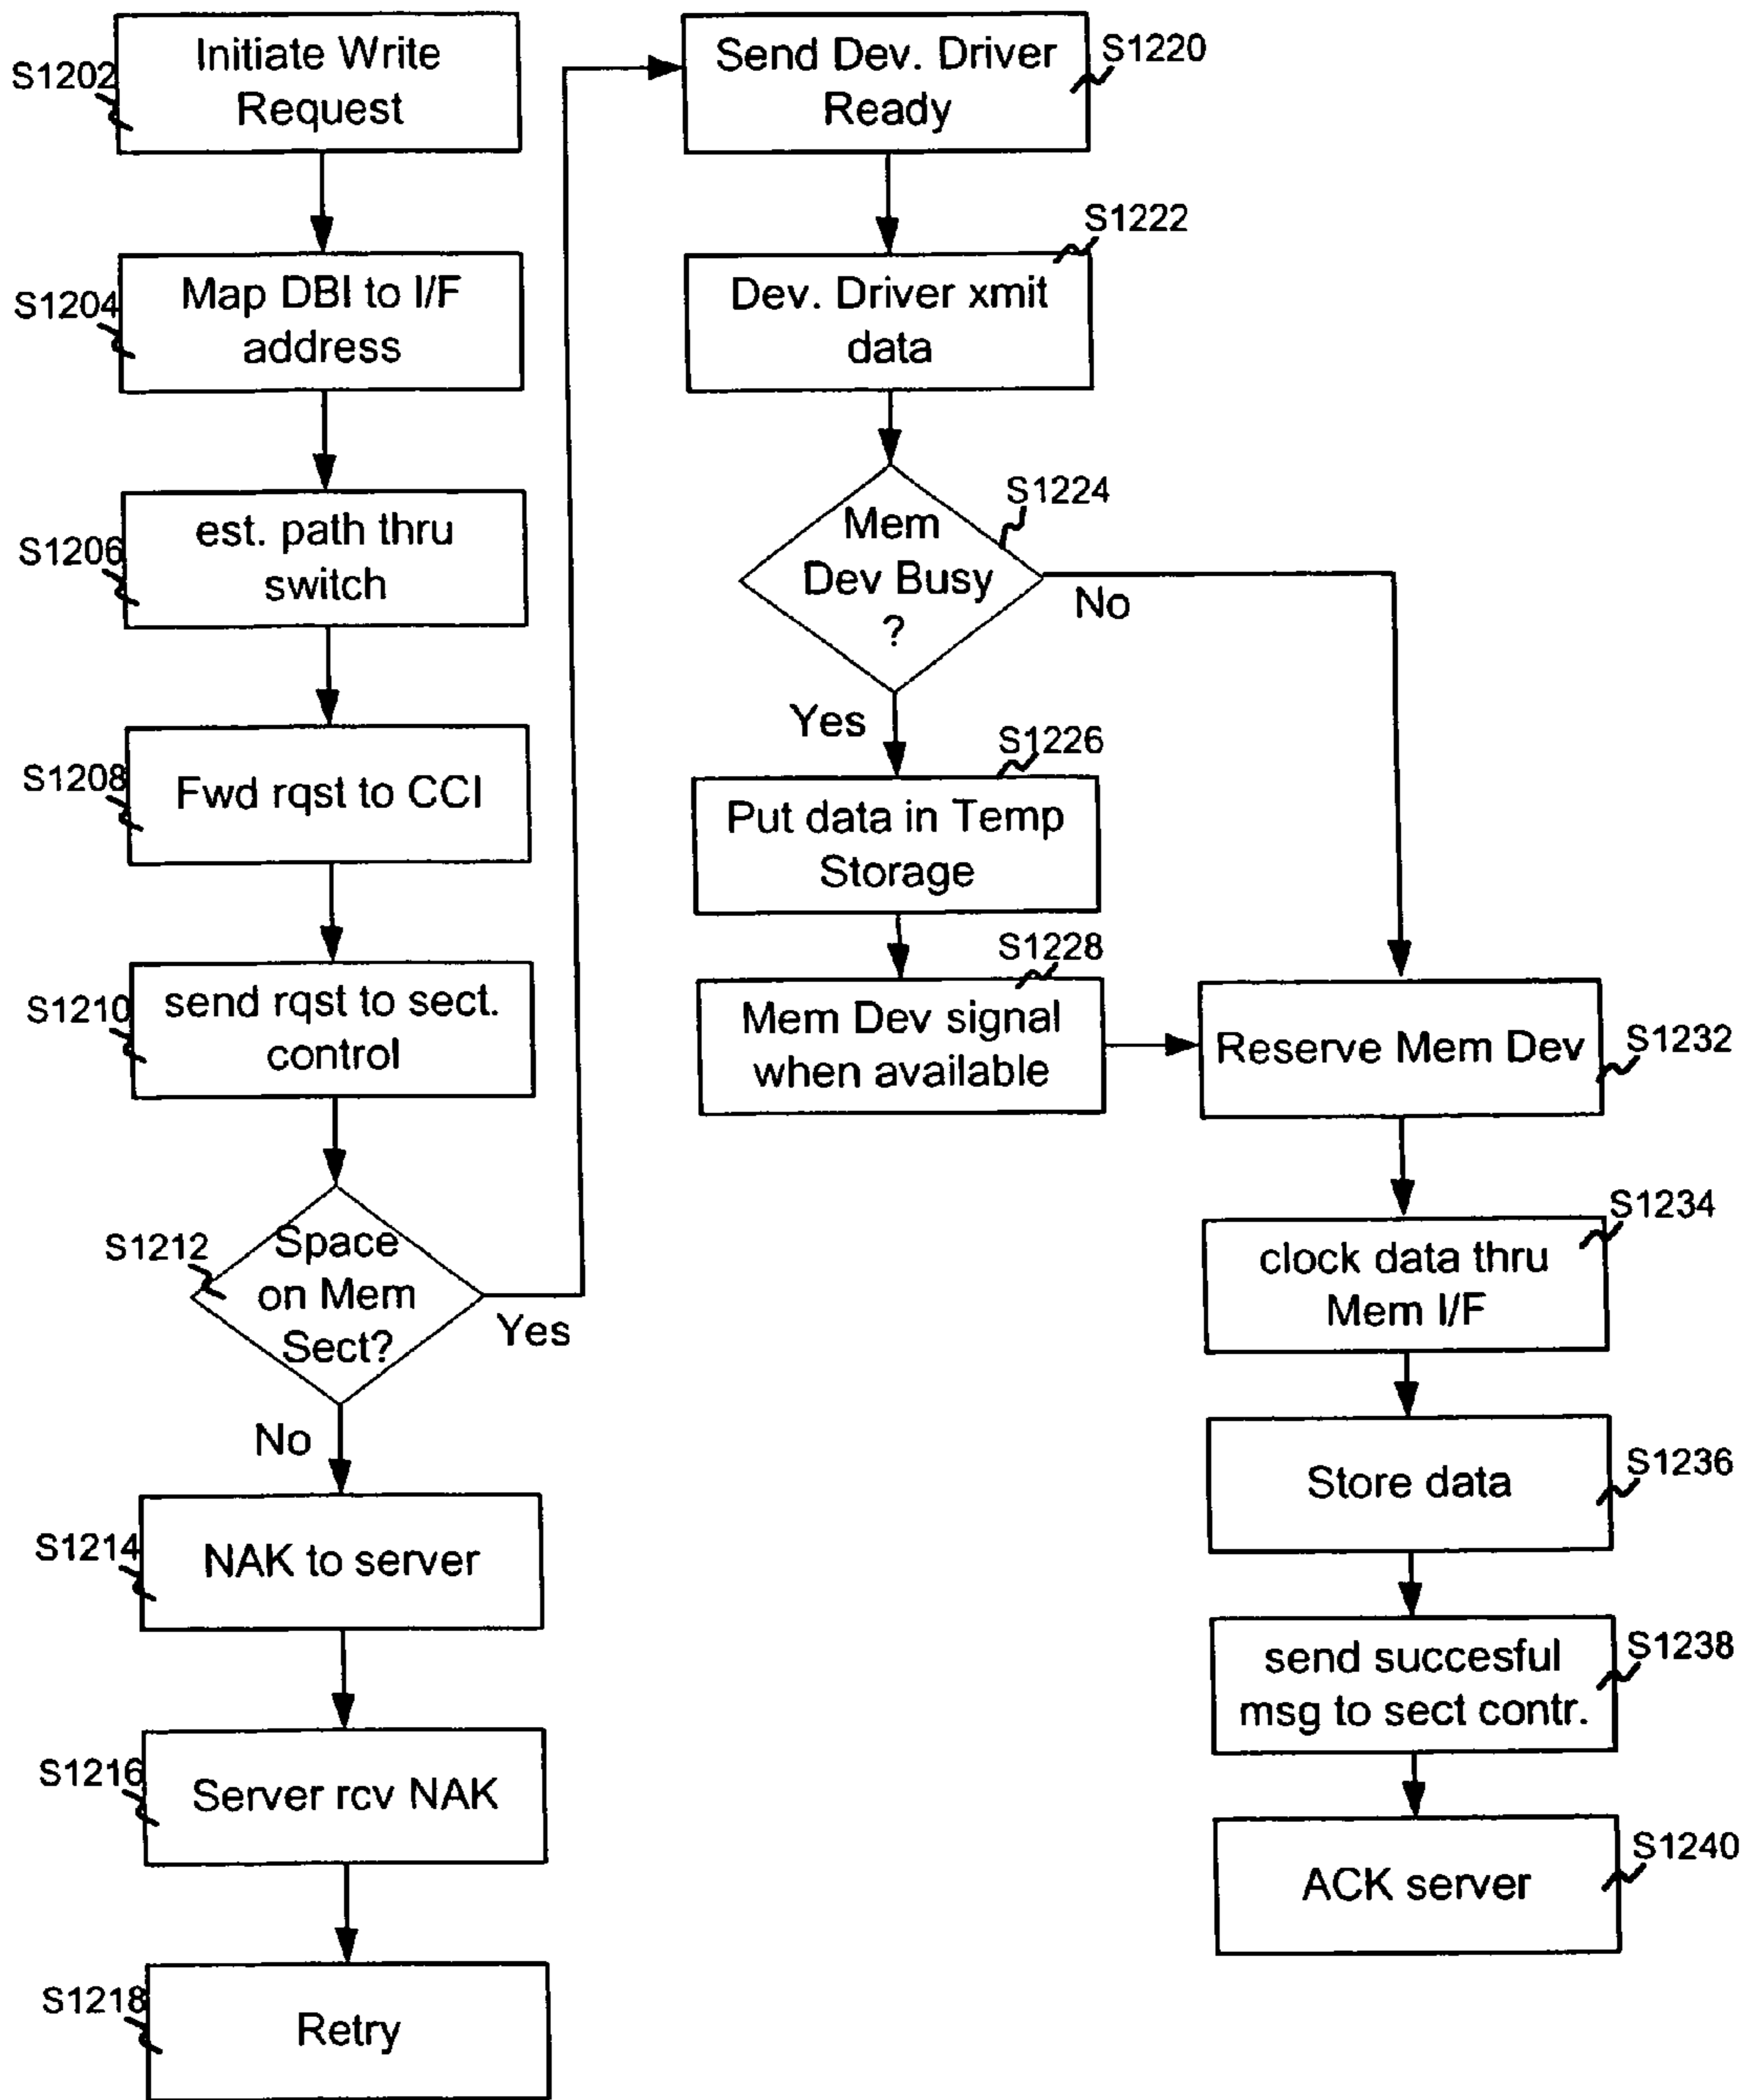 S1202
Initiate Write
Request
S1204
Map DBI to I/F
address
S1206
est. path thru
switch
S1208
Fwd rqst to CCI
S1210
send rqst to sect.
control
S1212
Space
on Mem
Sect?
Yes
No
S1214
NAK to server
S1216
Server rcv NAK
S1218
Retry
Send Dev. Driver
Ready
S1220
S1222
Dev. Driver xmit
data
S1224
Mem
Dev Busy
?
No
Yes
S1226
Put data in Temp
Storage
S1228
Mem Dev signal
when available
Reserve Mem Dev
S1232
S1234
clock data thru
Mem I/F
Store data
S1236
send succesful
msg to sect contr.
S1238
ACK server
S1240